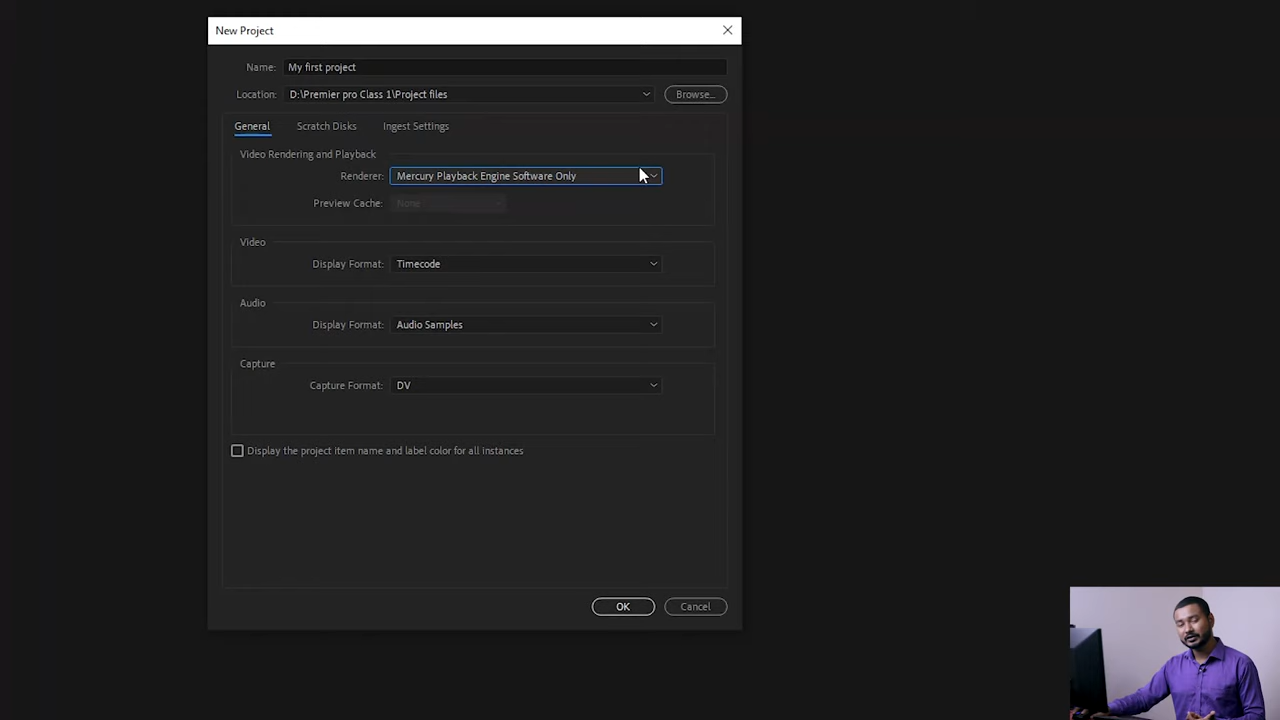 New Project
Name: My first project
Location: D:\Premier pro Class 1\Project files Browse...
General Scratch Disks Ingest Settings
Video Rendering and Playback
Renderer: Mercury Playback Engine Software Only
Preview Cache: None
Video
Display Format: Timecode
Audio
Display Format: Audio Samples
Capture
Capture Format: DV
Display the project item name and label color for all instances
OK Cancel